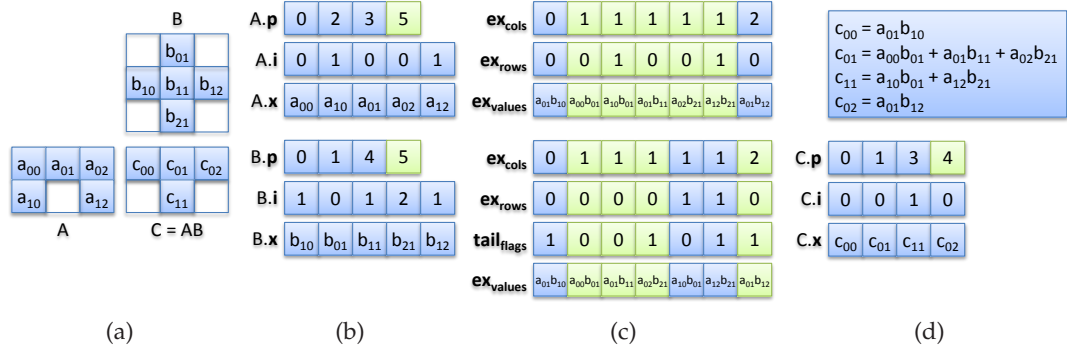 B
b01
b10 b11 b12
b21
a00 a01 a02
a10 a12
A
c00 c01 c02
c11
C = AB
(a)
A.p 0 2 3 5
A.i 0 1 0 0 1
A.x a00 a10 a01 a02 a12
B.p 0 1 4 5
B.i 1 0 1 2 1
B.x b10 b01 b11 b21 b12
(b)
excols 0 1 1 1 1 1 2
exrows 0 0 1 0 0 1 0
exvalues a01b10 a00b01 a10b01 a01b11 a02b21 a12b21 a01b12
excols 0 1 1 1 1 1 2
exrows 0 0 0 0 1 1 0
tailflags 1 0 0 1 0 1 1
exvalues a01b10 a00b01 a01b11 a02b21 a10b01 a12b21 a01b12
(c)
c00 = a01b10
c01 = a00b01 + a01b11 + a02b21
c11 = a10b01 + a12b21
c02 = a01b12
C.p 0 1 3 4
C.i 0 0 1 0
C.x c00 c01 c11 c02
(d)